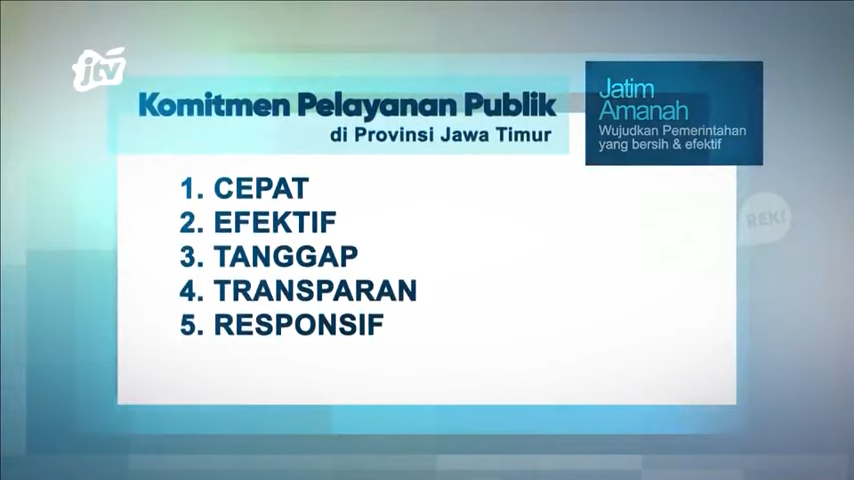 jtv
Komitmen Pelayanan Publik
di Provinsi Jawa Timur
Jatim
Amanah
Wujudkan Pemerintahan
yang bersih & efektif
1. CEPAT
2. EFEKTIF
3. TANGGAP
4. TRANSPARAN
5. RESPONSIF
REK!